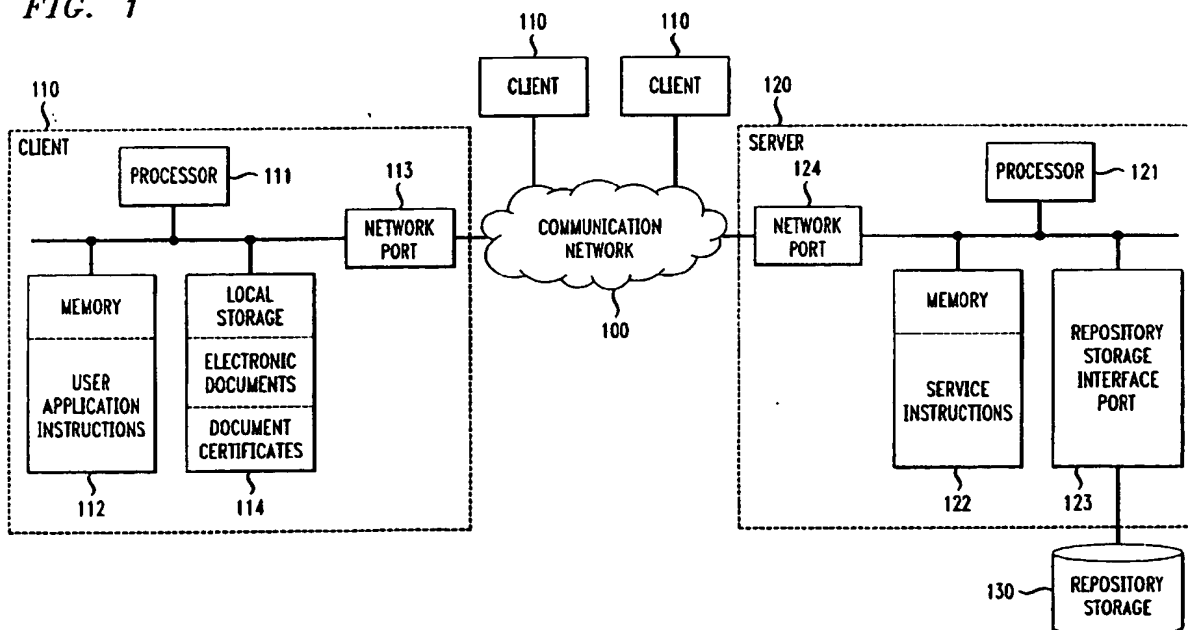 FIG. 1
110
110
CLIENT
CLIENT
110
CLIENT
PROCESSOR
111
113
NETWORK
PORT
MEMORY
USER
APPLICATION
INSTRUCTIONS
112
LOCAL
STORAGE
ELECTRONIC
DOCUMENTS
DOCUMENT
CERTIFICATES
114
COMMUNICATION
NETWORK
100
120
SERVER
124
NETWORK
PORT
PROCESSOR
121
MEMORY
SERVICE
INSTRUCTIONS
122
REPOSITORY
STORAGE
INTERFACE
PORT
123
130
REPOSITORY
STORAGE